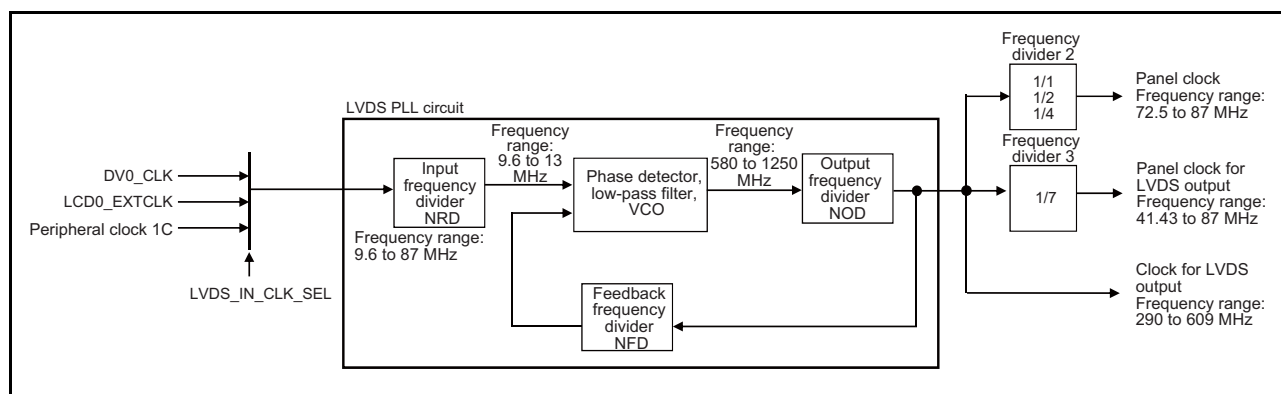 LVDS PLL circuit
DV0_CLK
LCD0_EXTCLK
Peripheral clock 1C
LVDS_IN_CLK_SEL
Input
frequency
divider
NRD
Frequency range:
9.6 to 87 MHz
Frequency
range:
9.6 to 13
MHz
Phase detector,
low-pass filter,
VCO
Frequency
range:
580 to 1250
MHz
Output
frequency
divider
NOD
Feedback
frequency
divider
NFD
Frequency
divider 2
1/1
1/2
1/4
Panel clock
Frequency range:
72.5 to 87 MHz
Frequency
divider 3
1/7
Panel clock for
LVDS output
Frequency range:
41.43 to 87 MHz
Clock for LVDS
output
Frequency range:
290 to 609 MHz